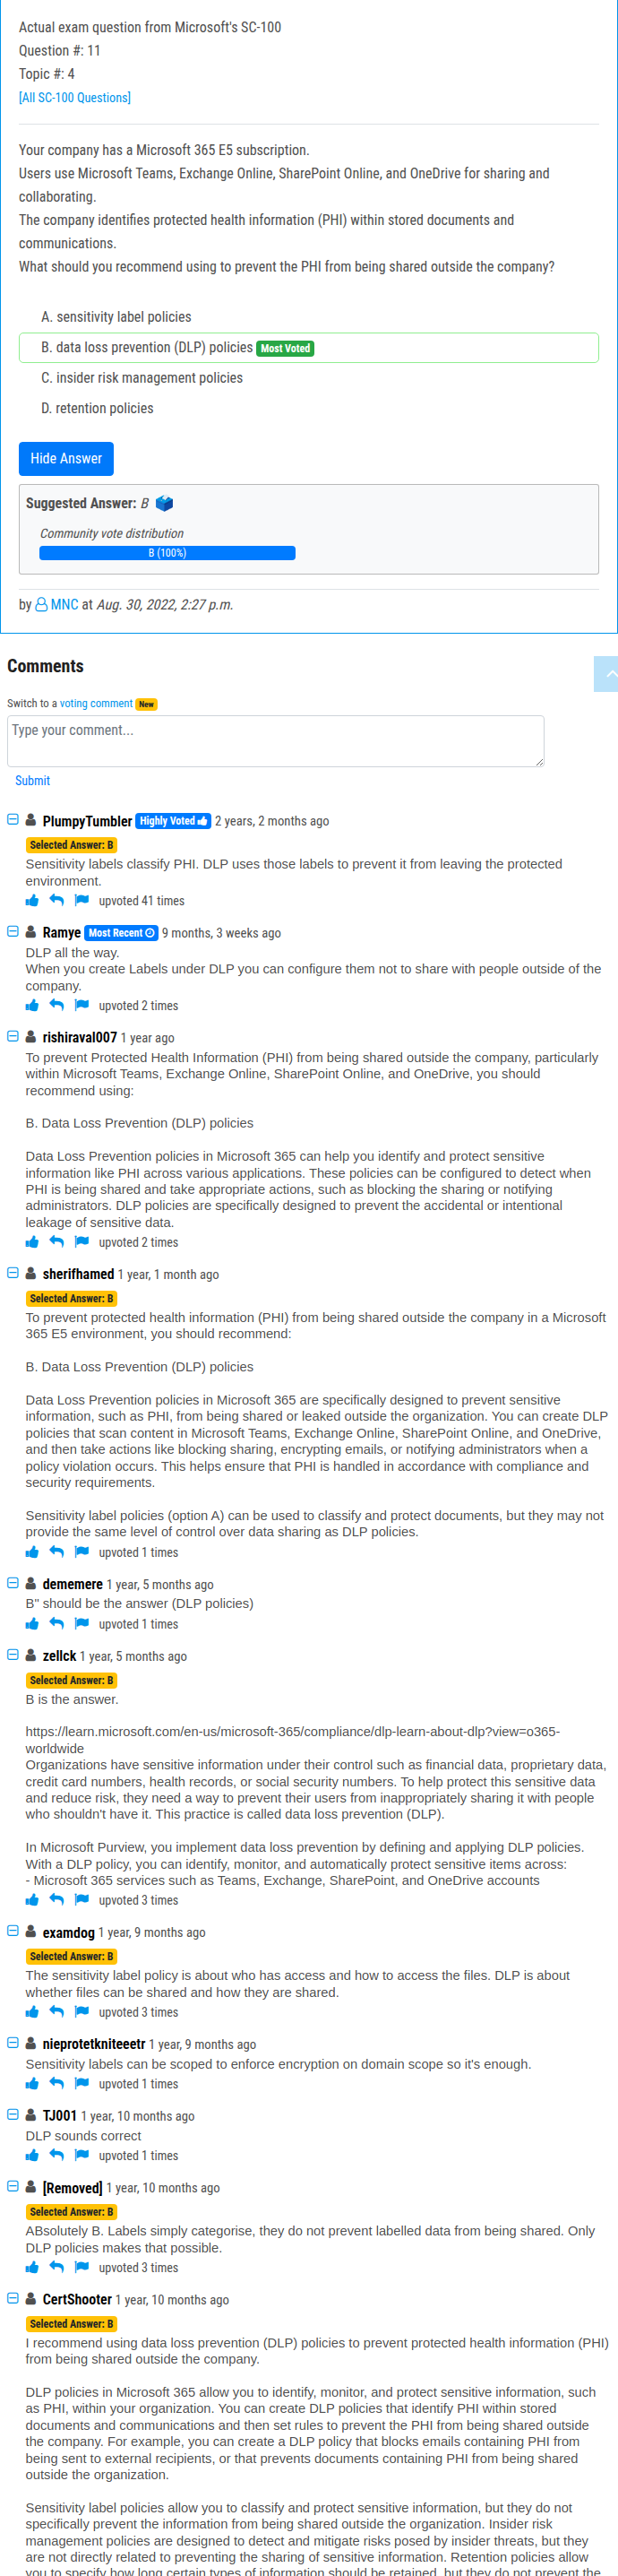 Actual exam question from Microsoft's SC-100
Question #: 11
Topic #: 4
[All SC-100 Questions]
Your company has a Microsoft 365 E5 subscription.
Users use Microsoft Teams, Exchange Online, SharePoint Online, and OneDrive for sharing and
collaborating.
The company identifies protected health information (PHI) within stored documents and
communications.
What should you recommend using to prevent the PHI from being shared outside the company?
A. sensitivity label policies
B. data loss prevention (DLP) policies Most Voted
C. insider risk management policies
D. retention policies
Hide Answer
Suggested Answer: B
Community vote distribution
B (100%)
by MNC at Aug. 30, 2022, 2:27 p.m.
Comments
Switch to a voting comment New
Type your comment...
Submit
PlumpyTumbler Highly Voted 2 years, 2 months ago
Selected Answer: B
Sensitivity labels classify PHI. DLP uses those labels to prevent it from leaving the protected
environment.
upvoted 41 times
Ramye Most Recent 9 months, 3 weeks ago
DLP all the way.
When you create Labels under DLP you can configure them not to share with people outside of the
company.
upvoted 2 times
rishiraval007 1 year ago
To prevent Protected Health Information (PHI) from being shared outside the company, particularly
within Microsoft Teams, Exchange Online, SharePoint Online, and OneDrive, you should
recommend using:
B. Data Loss Prevention (DLP) policies
Data Loss Prevention policies in Microsoft 365 can help you identify and protect sensitive
information like PHI across various applications. These policies can be configured to detect when
PHI is being shared and take appropriate actions, such as blocking the sharing or notifying
administrators. DLP policies are specifically designed to prevent the accidental or intentional
leakage of sensitive data.
upvoted 2 times
sherifhamed 1 year, 1 month ago
Selected Answer: B
To prevent protected health information (PHI) from being shared outside the company in a Microsoft
365 E5 environment, you should recommend:
B. Data Loss Prevention (DLP) policies
Data Loss Prevention policies in Microsoft 365 are specifically designed to prevent sensitive
information, such as PHI, from being shared or leaked outside the organization. You can create DLP
policies that scan content in Microsoft Teams, Exchange Online, SharePoint Online, and OneDrive,
and then take actions like blocking sharing, encrypting emails, or notifying administrators when a
policy violation occurs. This helps ensure that PHI is handled in accordance with compliance and
security requirements.
Sensitivity label policies (option A) can be used to classify and protect documents, but they may not
provide the same level of control over data sharing as DLP policies.
upvoted 1 times
dememere 1 year, 5 months ago
B" should be the answer (DLP policies)
upvoted 1 times
zellck 1 year, 5 months ago
Selected Answer: B
B is the answer.
https://learn.microsoft.com/en-us/microsoft-365/compliance/dlp-learn-about-dlp?view=o365-
worldwide
Organizations have sensitive information under their control such as financial data, proprietary data,
credit card numbers, health records, or social security numbers. To help protect this sensitive data
and reduce risk, they need a way to prevent their users from inappropriately sharing it with people
who shouldn't have it. This practice is called data loss prevention (DLP).
In Microsoft Purview, you implement data loss prevention by defining and applying DLP policies.
With a DLP policy, you can identify, monitor, and automatically protect sensitive items across:
- Microsoft 365 services such as Teams, Exchange, SharePoint, and OneDrive accounts
upvoted 3 times
examdog 1 year, 9 months ago
Selected Answer: B
The sensitivity label policy is about who has access and how to access the files. DLP is about
whether files can be shared and how they are shared.
upvoted 3 times
nieprotetkniteeetr 1 year, 9 months ago
Sensitivity labels can be scoped to enforce encryption on domain scope so it's enough.
upvoted 1 times
TJ001 1 year, 10 months ago
DLP sounds correct
upvoted 1 times
[Removed] 1 year, 10 months ago
Selected Answer: B
ABsolutely B. Labels simply categorise, they do not prevent labelled data from being shared. Only
DLP policies makes that possible.
upvoted 3 times
CertShooter 1 year, 10 months ago
Selected Answer: B
I recommend using data loss prevention (DLP) policies to prevent protected health information (PHI)
from being shared outside the company.
DLP policies in Microsoft 365 allow you to identify, monitor, and protect sensitive information, such
as PHI, within your organization. You can create DLP policies that identify PHI within stored
documents and communications and then set rules to prevent the PHI from being shared outside
the company. For example, you can create a DLP policy that blocks emails containing PHI from
being sent to external recipients, or that prevents documents containing PHI from being shared
outside the organization.
Sensitivity label policies allow you to classify and protect sensitive information, but they do not
specifically prevent the information from being shared outside the organization. Insider risk
management policies are designed to detect and mitigate risks posed by insider threats, but they
are not directly related to preventing the sharing of sensitive information. Retention policies allow
you to specify how long certain types of information should be retained, but they do not prevent the